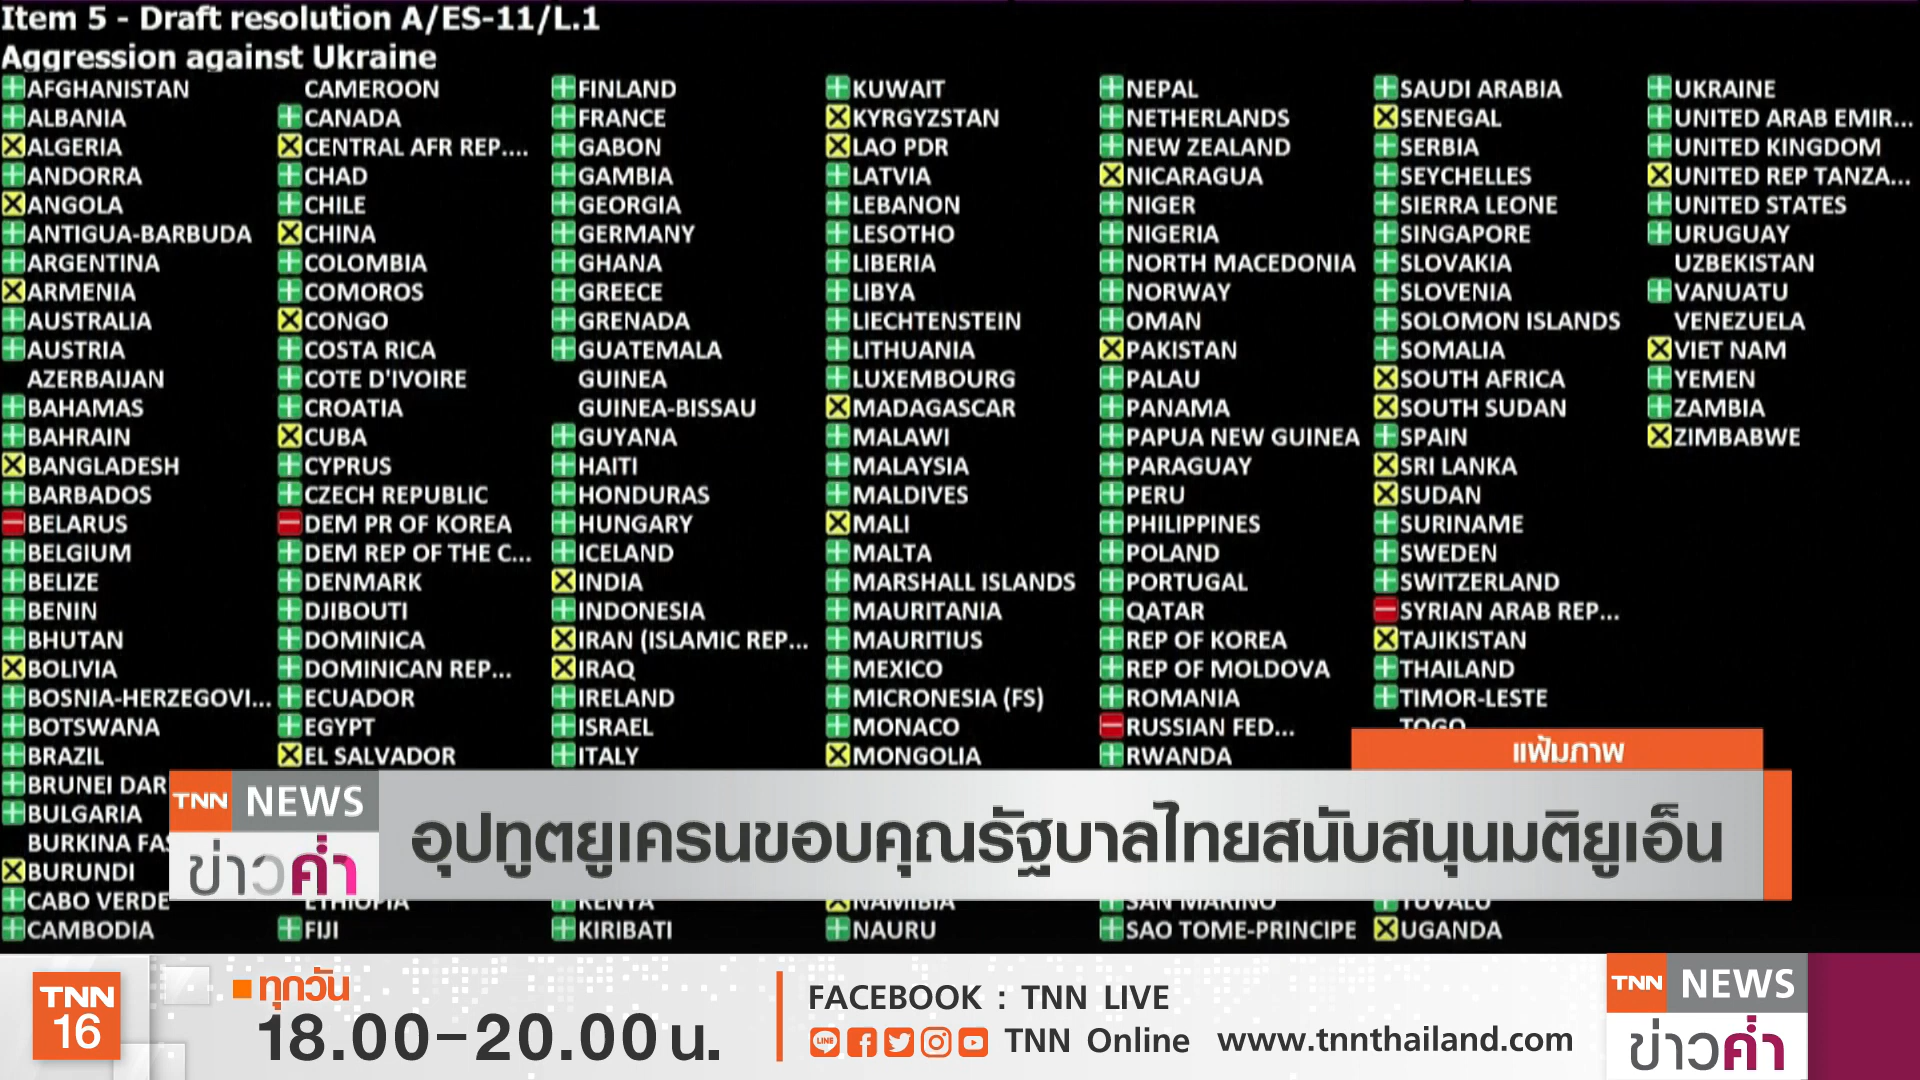 Item 5 - Draft resolution A/ES-11/L.1
Aggression against Ukraine
AFGHANISTAN
ALBANIA
ALGERIA
ANDORRA
ANGOLA
ANTIGUA-BARBUDA
ARGENTINA
ARMENIA
AUSTRALIA
AUSTRIA
AZERBAIJAN
BAHAMAS
BAHRAIN
BANGLADESH
BARBADOS
BELARUS
BELGIUM
BELIZE
BENIN
BHUTAN
BOLIVIA
BOSNIA-HERZEGOVI...
BOTSWANA
BRAZIL
BRUNEI DAR
BULGARIA
BURKINA FAS
BURUNDI
CABO VERDE
CAMBODIA
CAMEROON
CANADA
CENTRAL AFR REP....
CHAD
CHILE
CHINA
COLOMBIA
COMOROS
CONGO
COSTA RICA
COTE D'IVOIRE
CROATIA
CUBA
CYPRUS
CZECH REPUBLIC
DEM PR OF KOREA
DEM REP OF THE C...
DENMARK
DJIBOUTI
DOMINICA
DOMINICAN REP...
ECUADOR
EGYPT
EL SALVADOR
ETHIOPIA
FIJI
FINLAND
FRANCE
GABON
GAMBIA
GEORGIA
GERMANY
GHANA
GREECE
GRENADA
GUATEMALA
GUINEA
GUINEA-BISSAU
GUYANA
HAITI
HONDURAS
HUNGARY
ICELAND
INDIA
INDONESIA
IRAN (ISLAMIC REP...
IRAQ
IRELAND
ISRAEL
ITALY
KENYA
KIRIBATI
KUWAIT
KYRGYZSTAN
LAO PDR
LATVIA
LEBANON
LESOTHO
LIBERIA
LIBYA
LIECHTENSTEIN
LITHUANIA
LUXEMBOURG
MADAGASCAR
MALAWI
MALAYSIA
MALDIVES
MALI
MALTA
MARSHALL ISLANDS
MAURITANIA
MAURITIUS
MEXICO
MICRONESIA (FS)
MONACO
MONGOLIA
NAMIBIA
NAURU
NEPAL
NETHERLANDS
NEW ZEALAND
NICARAGUA
NIGER
NIGERIA
NORTH MACEDONIA
NORWAY
OMAN
PAKISTAN
PALAU
PANAMA
PAPUA NEW GUINEA
PARAGUAY
PERU
PHILIPPINES
POLAND
PORTUGAL
QATAR
REP OF KOREA
REP OF MOLDOVA
ROMANIA
RUSSIAN FED...
RWANDA
SAN MARINO
SAO TOME-PRINCIPE
SAUDI ARABIA
SENEGAL
SERBIA
SEYCHELLES
SIERRA LEONE
SINGAPORE
SLOVAKIA
SLOVENIA
SOLOMON ISLANDS
SOMALIA
SOUTH AFRICA
SOUTH SUDAN
SPAIN
SRI LANKA
SUDAN
SURINAME
SWEDEN
SWITZERLAND
SYRIAN ARAB REP...
TAJIKISTAN
THAILAND
TIMOR-LESTE
TOGO
TUVALU
UGANDA
UKRAINE
UNITED ARAB EMIR...
UNITED KINGDOM
UNITED REP TANZA...
UNITED STATES
URUGUAY
UZBEKISTAN
VANUATU
VENEZUELA
VIET NAM
YEMEN
ZAMBIA
ZIMBABWE
แฟ้มภาพ
TNN NEWS
ข่าวค่ำ
อุปทูตยูเครนขอบคุณรัฐบาลไทยสนับสนุนมติยูเอ็น
TNN
16
ทุกวัน
18.00-20.00 น.
FACEBOOK : TNN LIVE
LINE TNN Online www.tnnthailand.com
TNN NEWS
ข่าวค่ำ